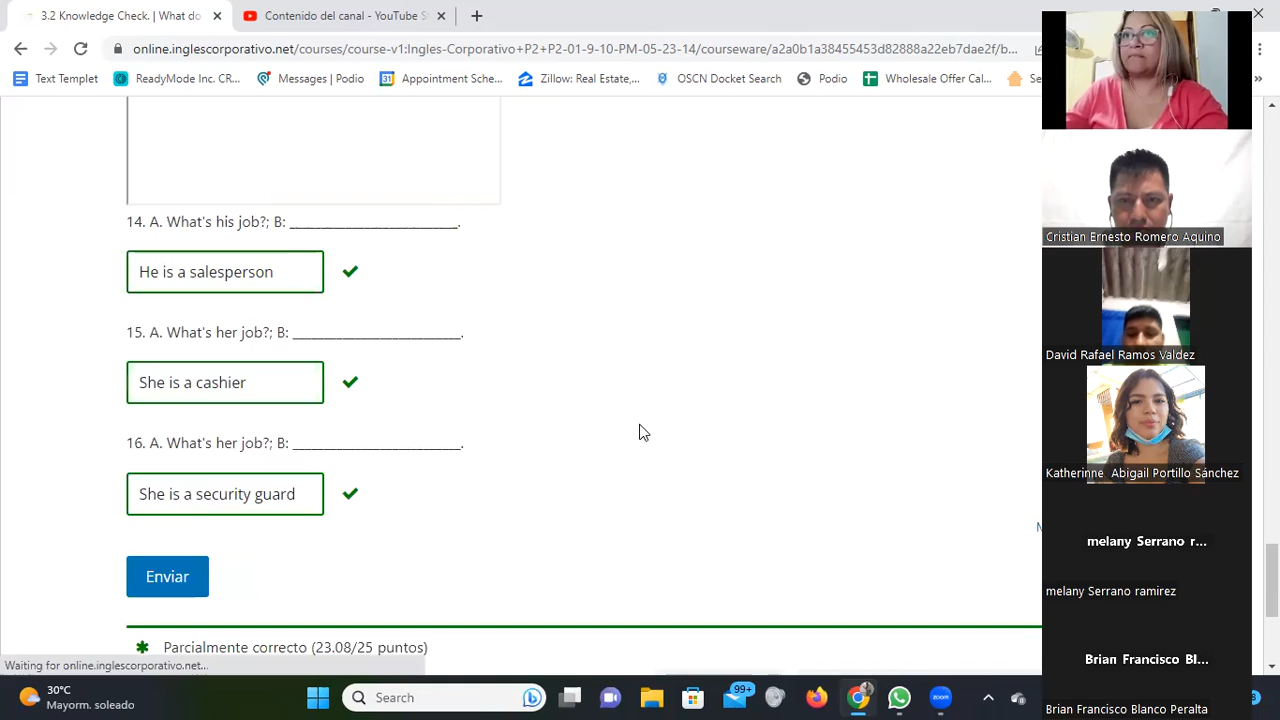 3.2 Knowledge Check. | What do
Contenido del canal - YouTube S
online.inglescorporativo.net/courses/course-v1:Ingles-Corporativo+P2+P2-01-9-10-PM-05-23-14/courseware/a2a0b1a38455453d82888a22eb7dae2f/b...
Text Templet
ReadyMode Inc. CR...
Messages | Podio
Appointment Sche...
Zillow: Real Estate,...
OSCN Docket Search
Podio
Wholesale Offer Cal...
14. A. What's his job?; B: ______________________.
He is a salesperson
15. A. What's her job?; B: ______________________.
She is a cashier
16. A. What's her job?; B: ______________________.
She is a security guard
Enviar
Parcialmente correcto (23.08/25 puntos)
Waiting for online.inglescorporativo.net...
30°C
Mayorm. soleado
Search
99+
zoom
Cristian Ernesto Romero Aquino
David Rafael Ramos Valdez
Katherinne Abigail Portillo Sánchez
melany Serrano r...
melany Serrano ramirez
Brian Francisco Bl...
Brian Francisco Blanco Peralta